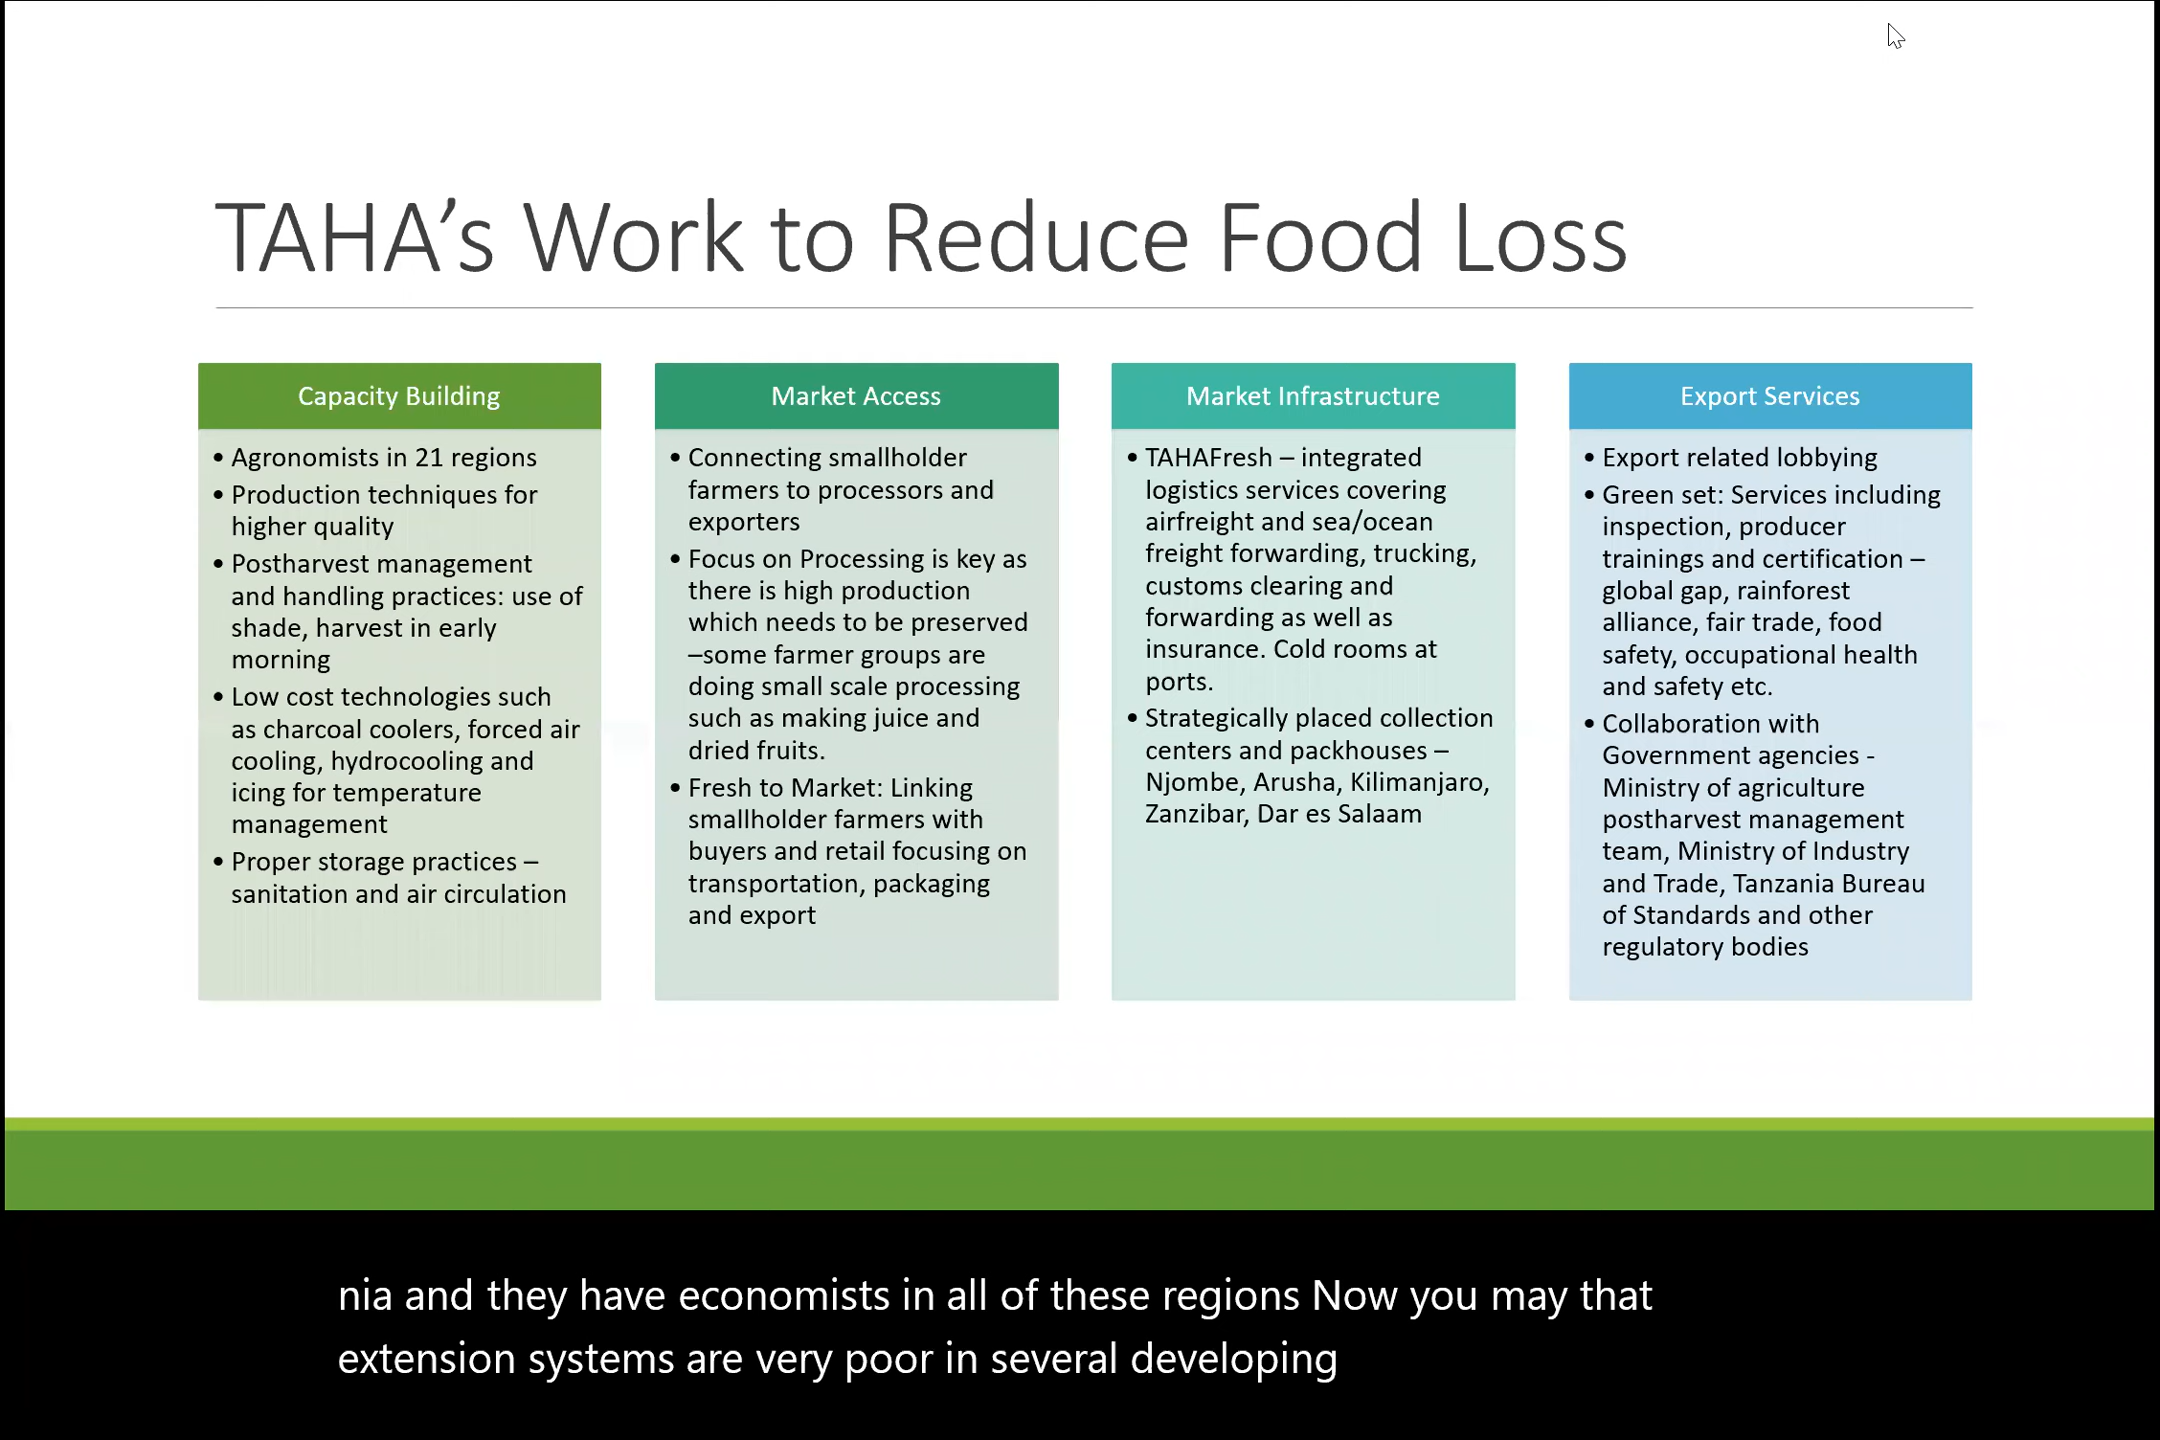 TAHA’s Work to Reduce Food Loss
Capacity Building
• Agronomists in 21 regions
• Production techniques for
higher quality
• Postharvest management
and handling practices: use of
shade, harvest in early
morning
• Low cost technologies such
as charcoal coolers, forced air
cooling, hydrocooling and
icing for temperature
management
• Proper storage practices –
sanitation and air circulation
Market Access
• Connecting smallholder
farmers to processors and
exporters
• Focus on Processing is key as
there is high production
which needs to be preserved
–some farmer groups are
doing small scale processing
such as making juice and
dried fruits.
• Fresh to Market: Linking
smallholder farmers with
buyers and retail focusing on
transportation, packaging
and export
Market Infrastructure
• TAHAFresh – integrated
logistics services covering
airfreight and sea/ocean
freight forwarding, trucking,
customs clearing and
forwarding as well as
insurance. Cold rooms at
ports.
• Strategically placed collection
centers and packhouses –
Njombe, Arusha, Kilimanjaro,
Zanzibar, Dar es Salaam
Export Services
• Export related lobbying
• Green set: Services including
inspection, producer
trainings and certification –
global gap, rainforest
alliance, fair trade, food
safety, occupational health
and safety etc.
• Collaboration with
Government agencies -
Ministry of agriculture
postharvest management
team, Ministry of Industry
and Trade, Tanzania Bureau
of Standards and other
regulatory bodies
nia and they have economists in all of these regions Now you may that
extension systems are very poor in several developing